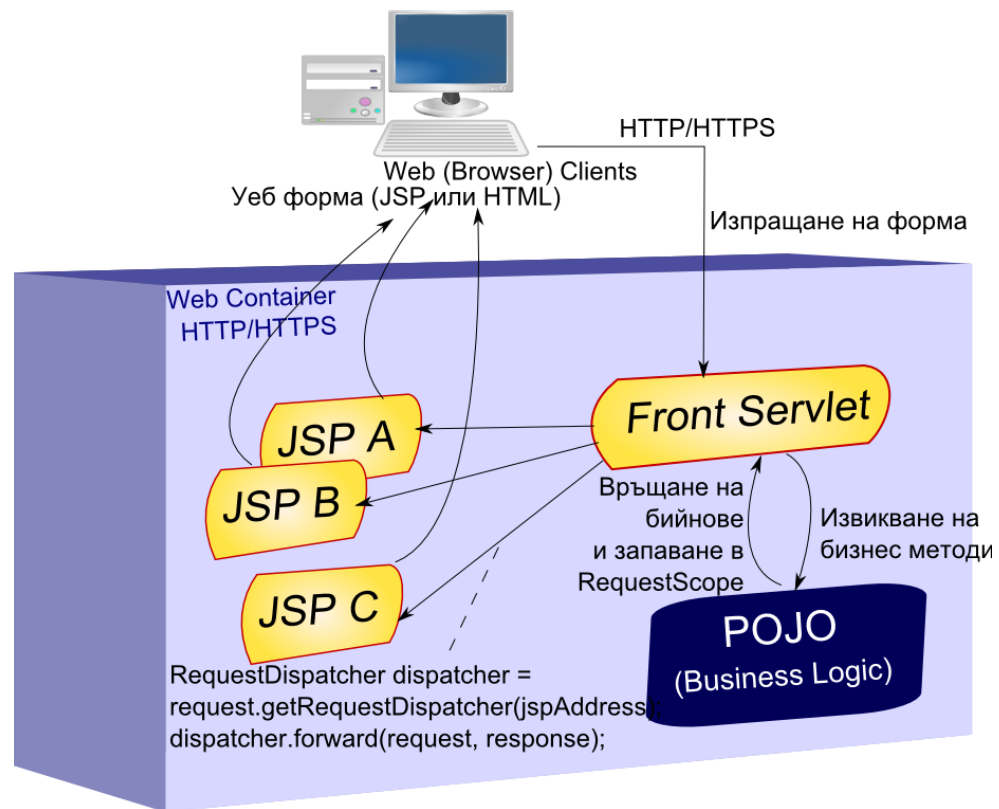 HTTP/HTTPS
Web (Browser) Clients
Уеб форма (JSP или HTML)
Изпращане на форма
Web Container
HTTP/HTTPS
Front Servlet
JSP A
JSP B
JSP C
Връщане на
бийнове
и запаване в
RequestScope
Извикване на
бизнес методи
POJO
(Business Logic)
RequestDispatcher dispatcher =
request.getRequestDispatcher(jspAddress);
dispatcher.forward(request, response);